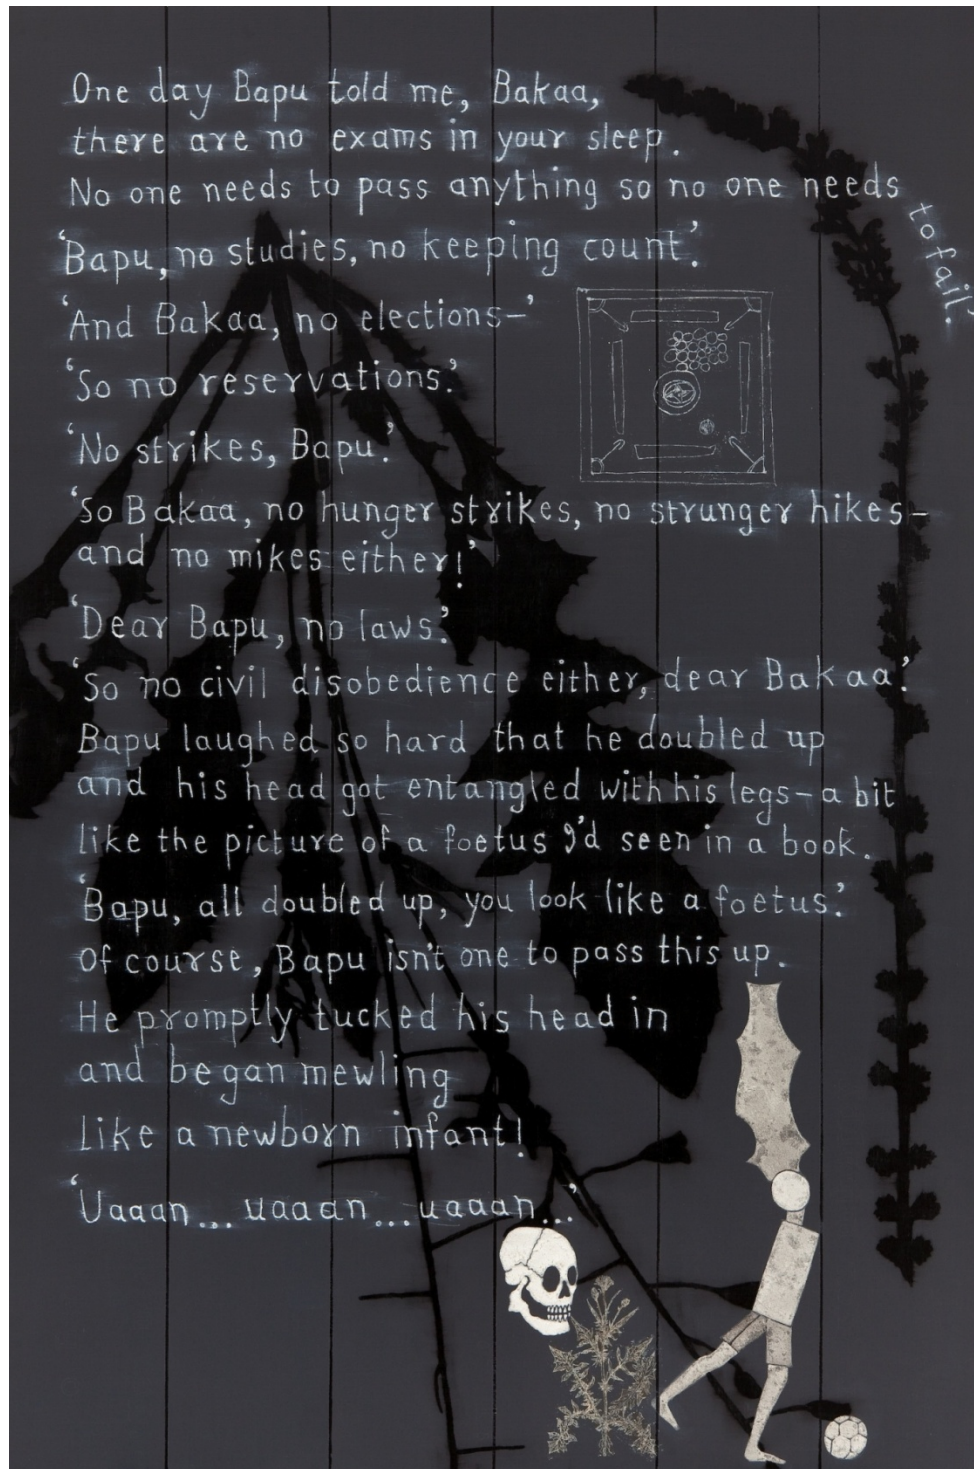 One day Bapu told me, Bakaa,
there are no exams in your sleep.
No one needs to pass anything so no one needs
to fail.'
'Bapu, no studies, no keeping count.'
'And Bakaa, no elections—'
'So no reservations.'
'No strikes, Bapu.'
'So Bakaa, no hunger strikes, no strunger hikes—
and no mikes either!'
'Dear Bapu, no laws.'
'So no civil disobedience either, dear Bakaa.'
Bapu laughed so hard that he doubled up
and his head got entangled with his legs—a bit
like the picture of a foetus I'd seen in a book.
'Bapu, all doubled up, you look like a foetus.'
Of course, Bapu isn't one to pass this up.
He promptly tucked his head in
and began mewling
like a newborn infant!
'Uaaan... uaaan... uaaan...'